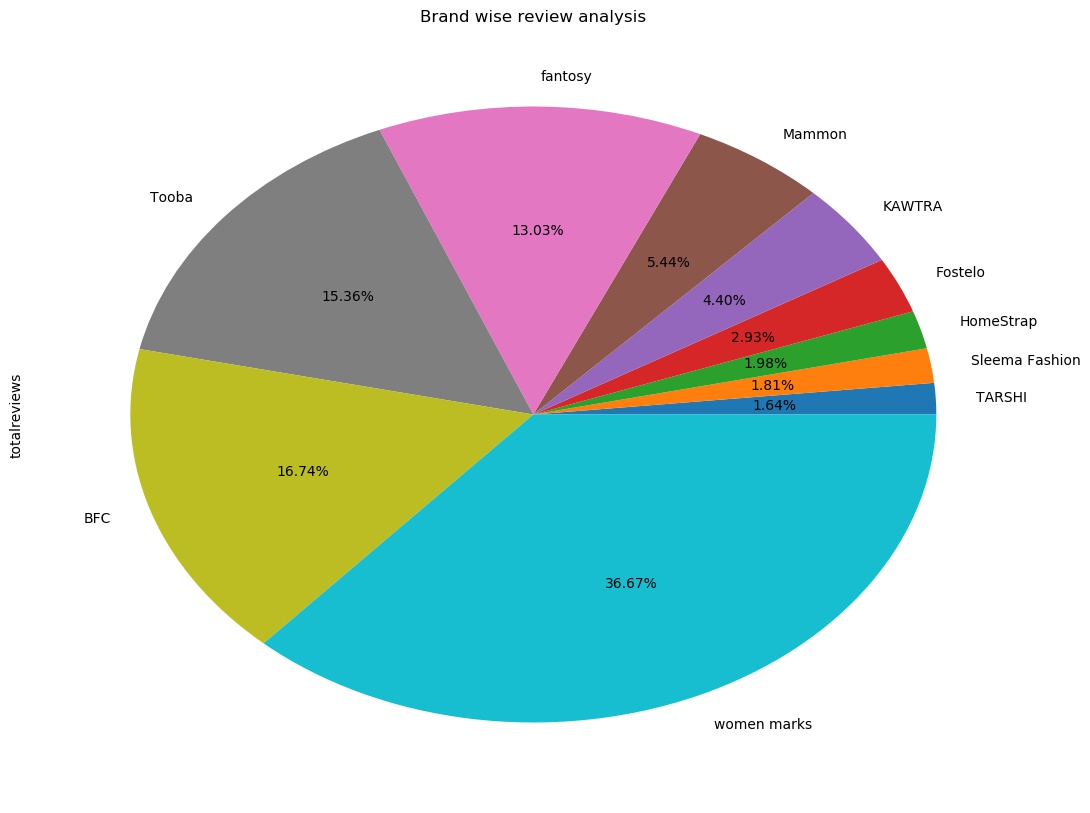 Brand wise review analysis
fantosy
Mammon
Tooba
KAWTRA
13.03%
5.44%
Fostelo
15.36%
4.40%
HomeStrap
2.93%
Sleema Fashion
1.98%
1.81%
TARSHI
1.64%
totalreviews
16.74%
BFC
36.67%
women marks